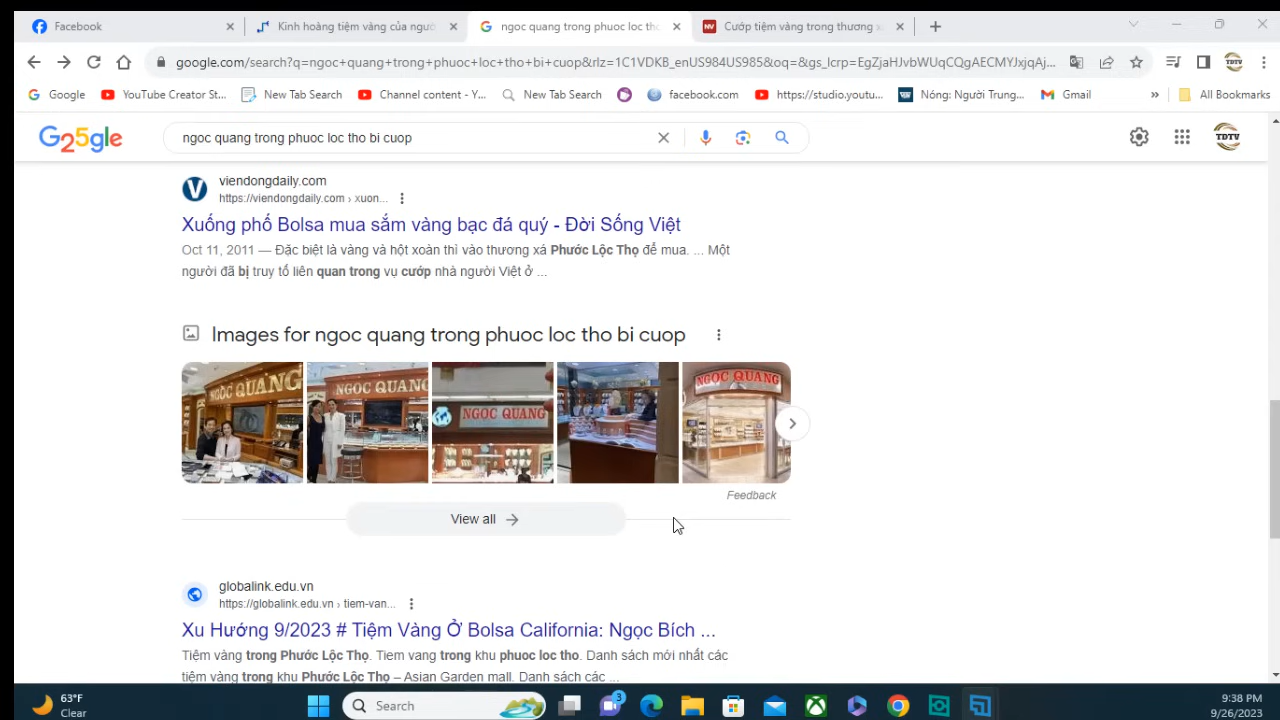 Facebook
Kinh hoàng tiệm vàng của ngườ
ngoc quang trong phuoc loc tho
Cướp tiệm vàng trong thương x
google.com/search?q=ngoc+quang+trong+phuoc+loc+tho+bi+cuop&rlz=1C1VDKB_enUS984US985&oq=&gs_lcrp=EgZjaHJvbWUqCQgAECMYJxjqAj...
Google
YouTube Creator St...
New Tab Search
Channel content - Y...
New Tab Search
facebook.com
https://studio.youtu...
Nóng: Người Trung...
Gmail
»
All Bookmarks
G25gle
ngoc quang trong phuoc loc tho bi cuop
TDTV
viendongdaily.com
https://viendongdaily.com › xuon...
Xuống phố Bolsa mua sắm vàng bạc đá quý - Đời Sống Việt
Oct 11, 2011 — Đặc biệt là vàng và hột xoàn thì vào thương xá Phước Lộc Thọ để mua. ... Một
người đã bị truy tố liên quan trong vụ cướp nhà người Việt ở ...
Images for ngoc quang trong phuoc loc tho bi cuop
NGOC QUANG
NGOC QUANG
NGOC QUANG
NGOC QUANG
Feedback
View all
globalink.edu.vn
https://globalink.edu.vn › tiem-van...
Xu Hướng 9/2023 # Tiệm Vàng Ở Bolsa California: Ngọc Bích ...
Tiệm vàng trong Phước Lộc Thọ. Tiem vang trong khu phuoc loc tho. Danh sách mới nhất các
tiệm vàng trong khu Phước Lộc Thọ – Asian Garden mall. Danh sách các ...
63°F
Clear
Search
3
9:38 PM
9/26/2023